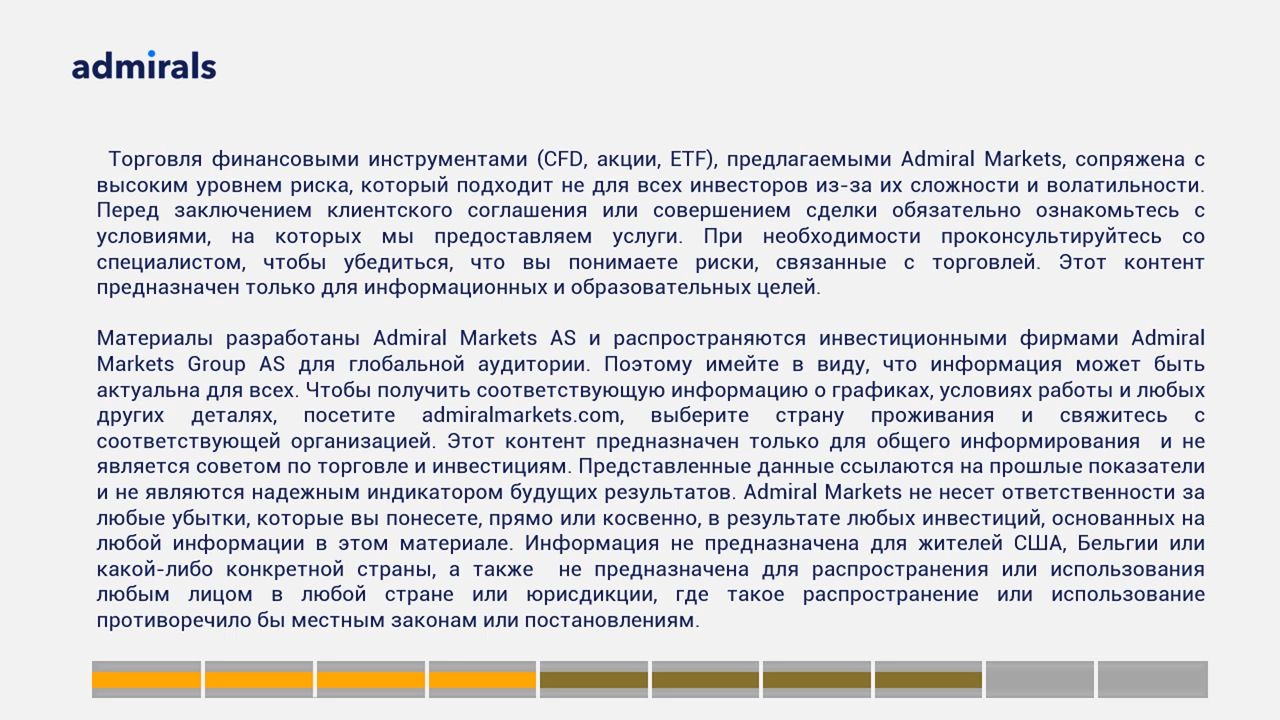 admirals
Торговля финансовыми инструментами (CFD, акции, ETF), предлагаемыми Admiral Markets, сопряжена с
высоким уровнем риска, который подходит не для всех инвесторов из-за их сложности и волатильности.
Перед заключением клиентского соглашения или совершением сделки обязательно ознакомьтесь с
условиями, на которых мы предоставляем услуги. При необходимости проконсультируйтесь со
специалистом, чтобы убедиться, что вы понимаете риски, связанные с торговлей. Этот контент
предназначен только для информационных и образовательных целей.
Материалы разработаны Admiral Markets AS и распространяются инвестиционными фирмами Admiral
Markets Group AS для глобальной аудитории. Поэтому имейте в виду, что информация может быть
актуальна для всех. Чтобы получить соответствующую информацию о графиках, условиях работы и любых
других деталях, посетите admiralmarkets.com, выберите страну проживания и свяжитесь с
соответствующей организацией. Этот контент предназначен только для общего информирования и не
является советом по торговле и инвестициям. Представленные данные ссылаются на прошлые показатели
и не являются надежным индикатором будущих результатов. Admiral Markets не несет ответственности за
любые убытки, которые вы понесете, прямо или косвенно, в результате любых инвестиций, основанных на
любой информации в этом материале. Информация не предназначена для жителей США, Бельгии или
какой-либо конкретной страны, а также не предназначена для распространения или использования
любым лицом в любой стране или юрисдикции, где такое распространение или использование
противоречило бы местным законам или постановлениям.